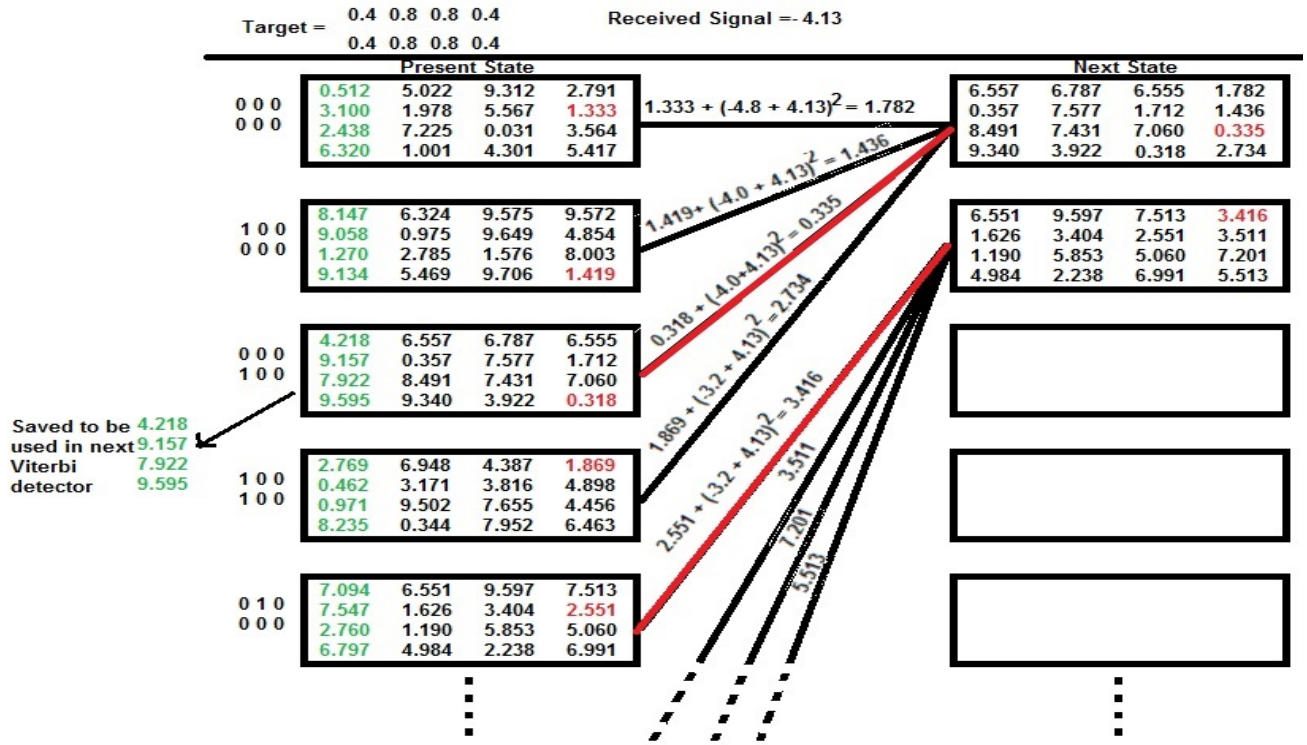 Target =
0.4 0.8 0.8 0.4
0.4 0.8 0.8 0.4
Received Signal =- 4.13
Present State
Next State
0 0 0
0 0 0
0.512 5.022 9.312 2.791
3.100 1.978 5.567 1.333
2.438 7.225 0.031 3.564
6.320 1.001 4.301 5.417
1.333 + (-4.8 + 4.13)² = 1.782
6.557 6.787 6.555 1.782
0.357 7.577 1.712 1.436
8.491 7.431 7.060 0.335
9.340 3.922 0.318 2.734
1 0 0
0 0 0
8.147 6.324 9.575 9.572
9.058 0.975 9.649 4.854
1.270 2.785 1.576 8.003
9.134 5.469 9.706 1.419
1.419+ (-4.0 + 4.13)² = 1.436
6.551 9.597 7.513 3.416
1.626 3.404 2.551 3.511
1.190 5.853 5.060 7.201
4.984 2.238 6.991 5.513
0 0 0
1 0 0
4.218 6.557 6.787 6.555
9.157 0.357 7.577 1.712
7.922 8.491 7.431 7.060
9.595 9.340 3.922 0.318
0.318 + (-4.0+4.13)² = 0.335
Saved to be 4.218
used in next 9.157
Viterbi 7.922
detector 9.595
1 0 0
1 0 0
2.769 6.948 4.387 1.869
0.462 3.171 3.816 4.898
0.971 9.502 7.655 4.456
8.235 0.344 7.952 6.463
1.869 + (-3.2 + 4.13)² = 2.734
0 1 0
0 0 0
7.094 6.551 9.597 7.513
7.547 1.626 3.404 2.551
2.760 1.190 5.853 5.060
6.797 4.984 2.238 6.991
2.551 + (-3.2 + 4.13)² = 3.416
3.511
7.201
5.513